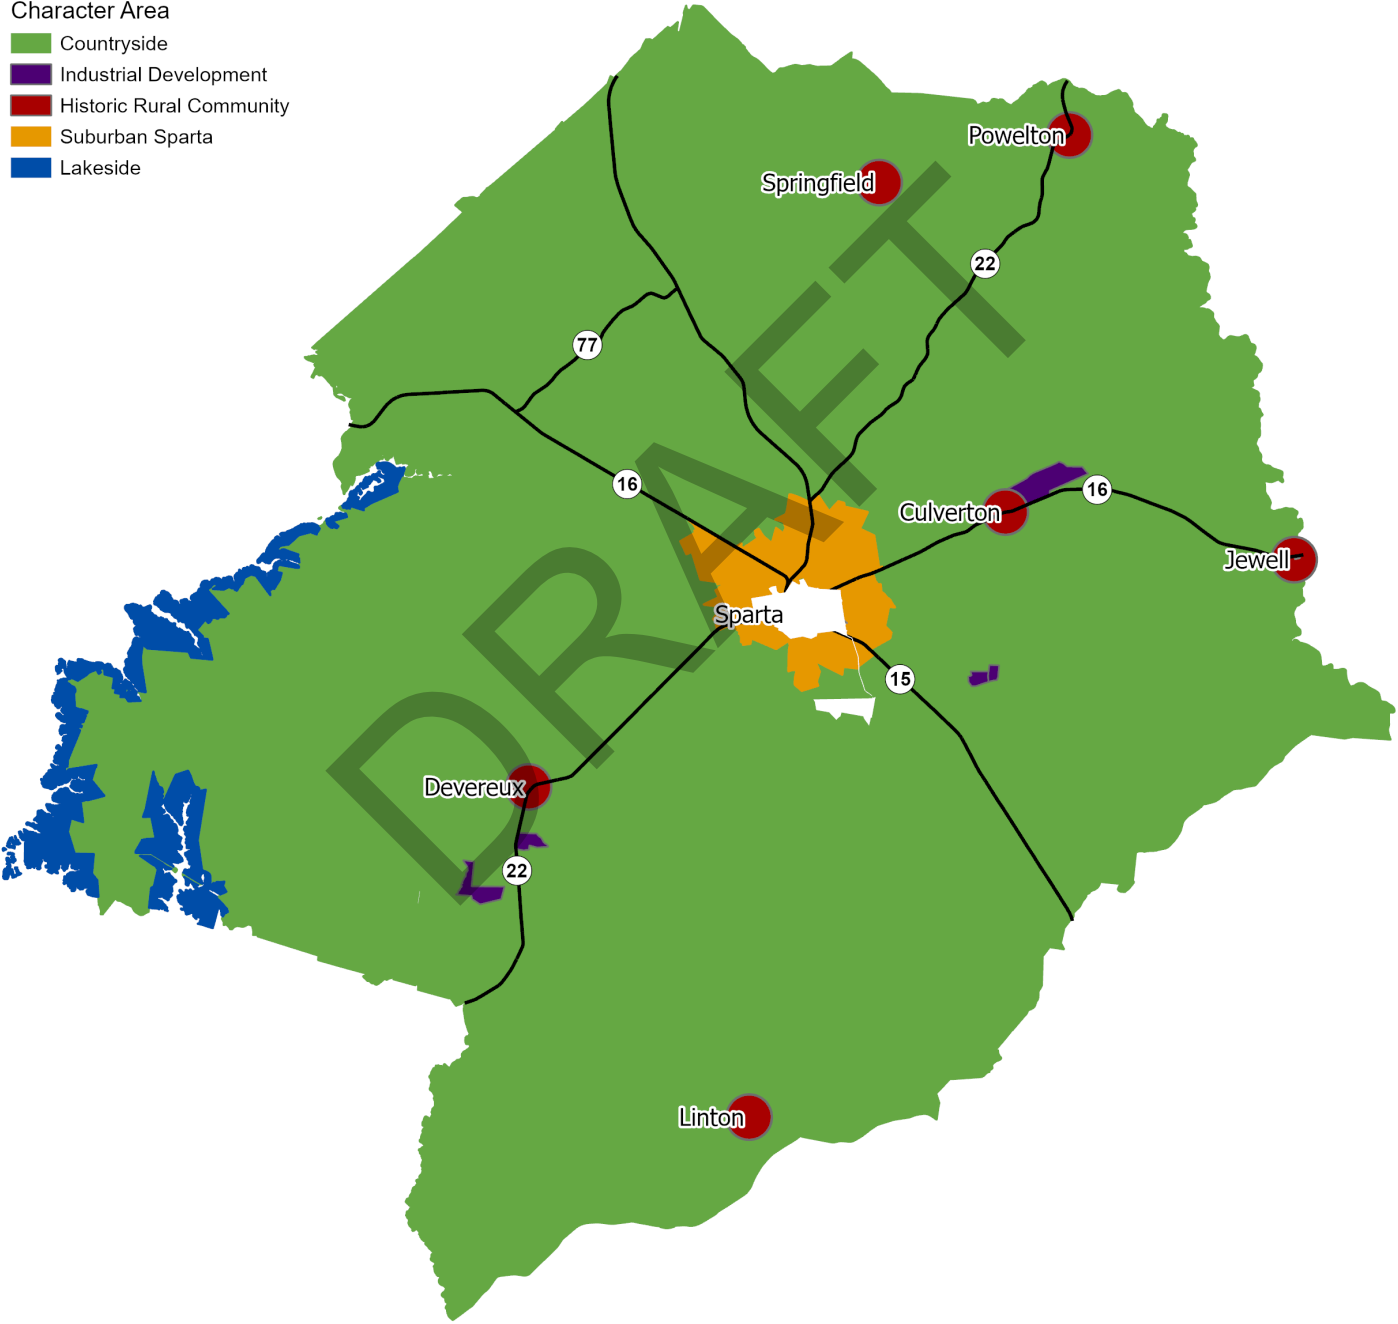 Character Area
Countryside
Industrial Development
Historic Rural Community
Suburban Sparta
Lakeside
Powelton
Springfield
22
77
16
Culverton
16
Jewell
Sparta
15
Devereux
22
Linton
DRAFT